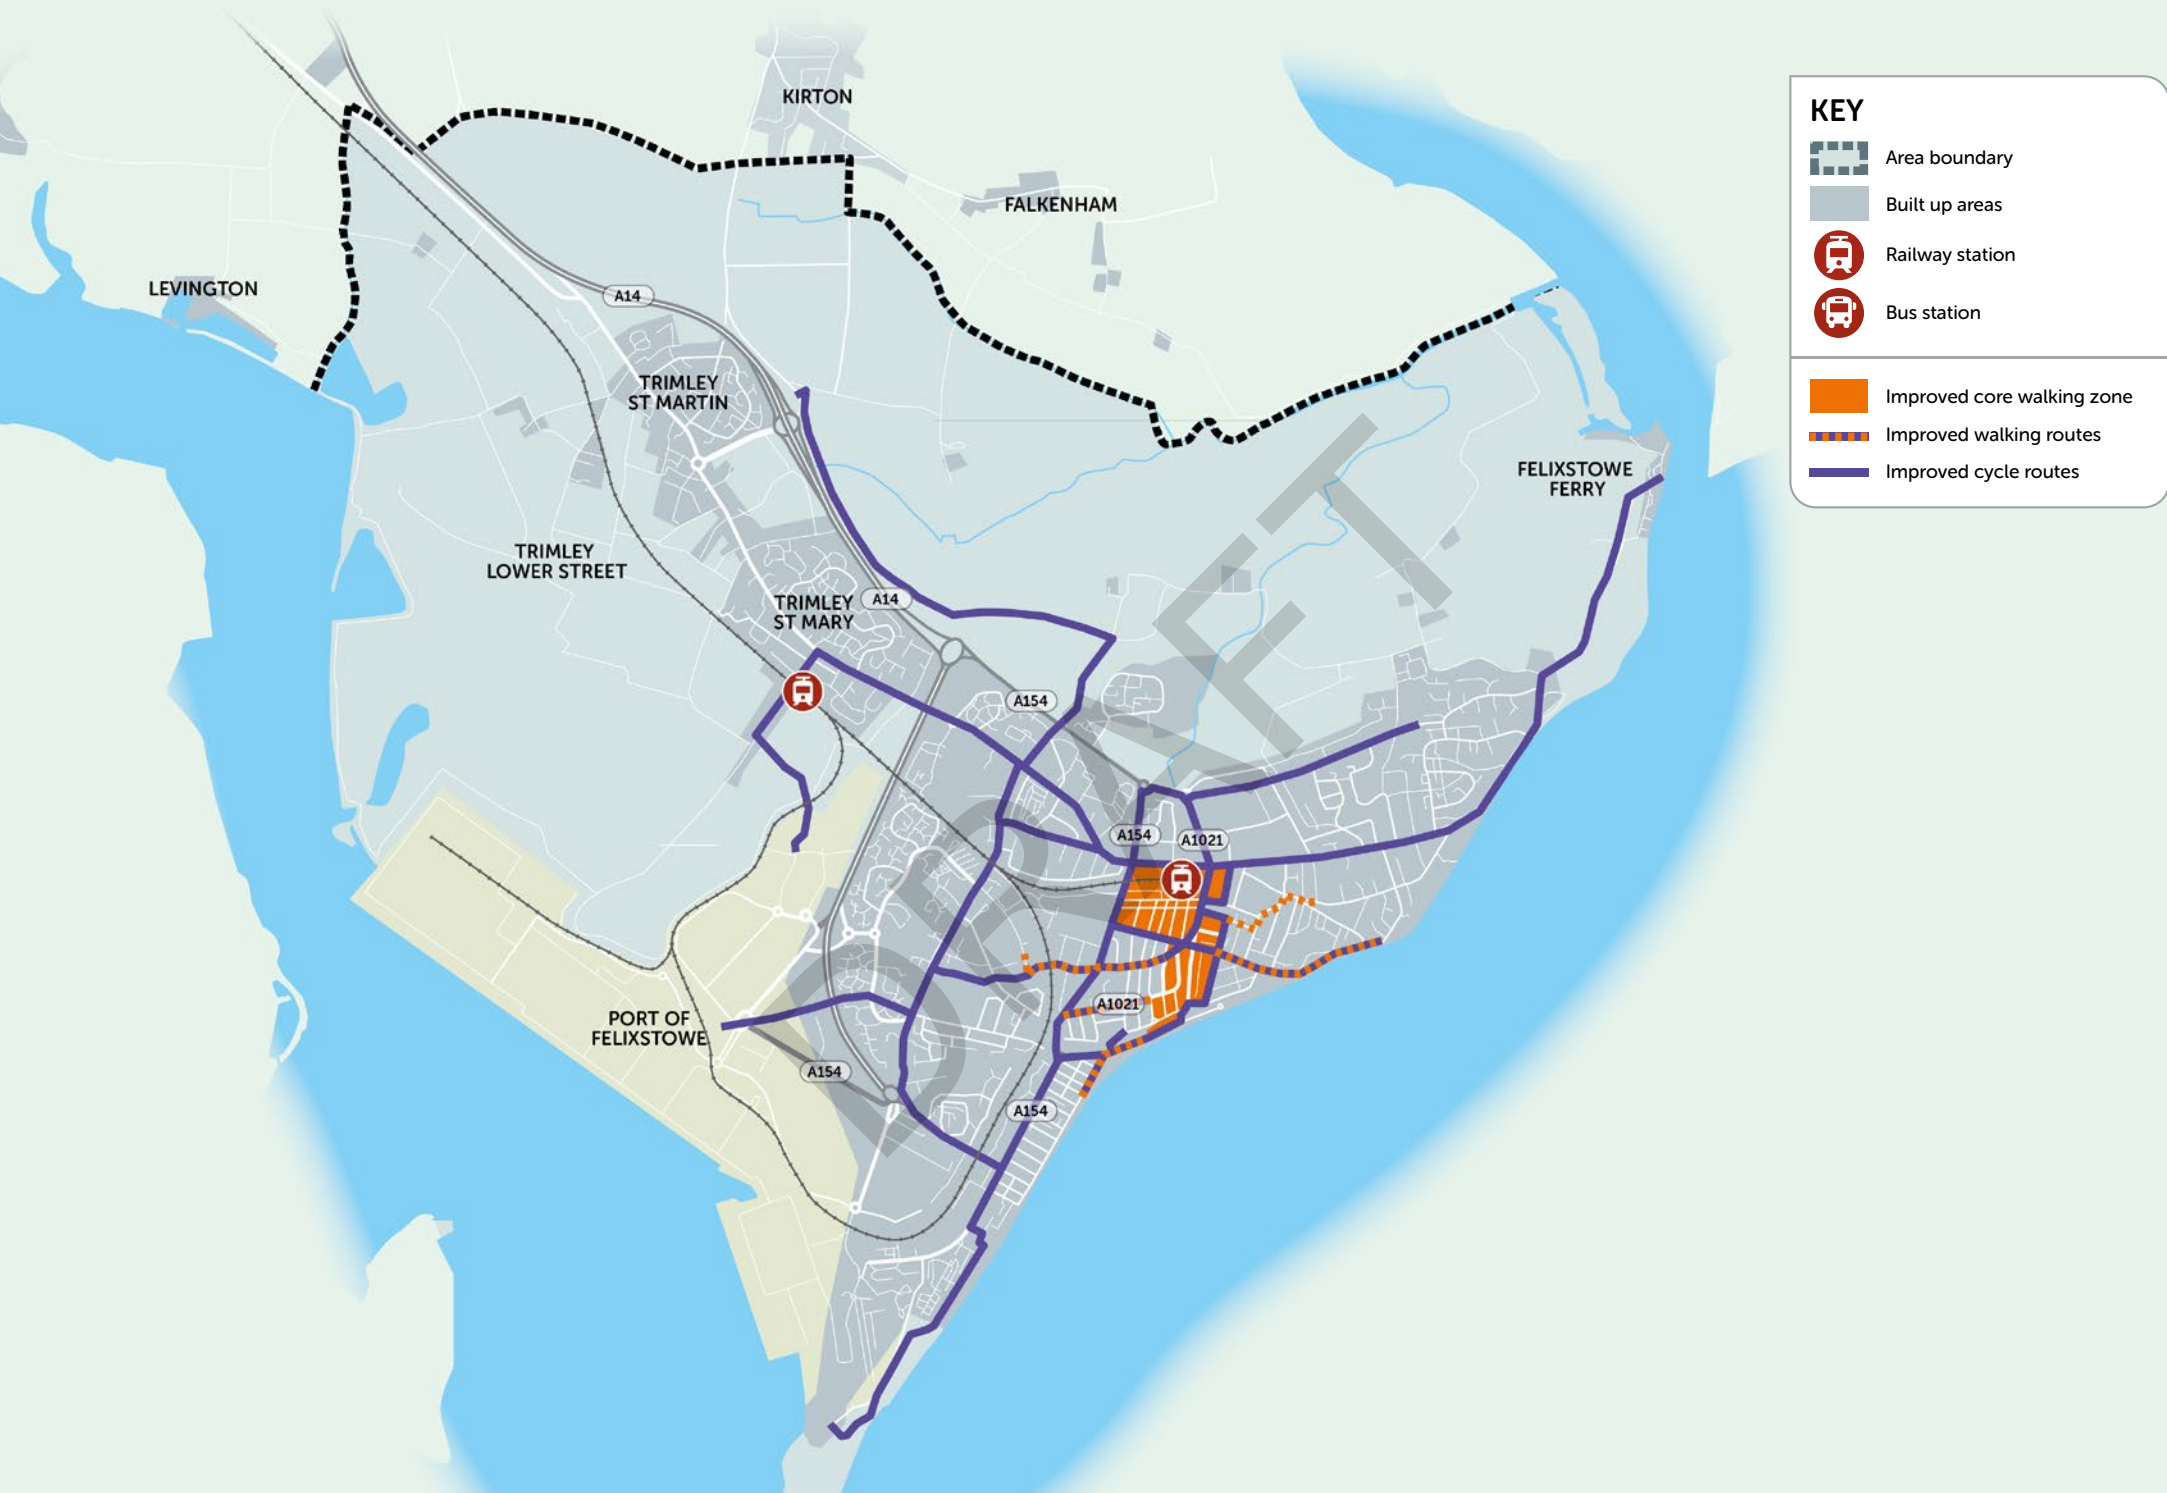 KIRTON
FALKENHAM
LEVINGTON
A14
TRIMLEY
ST MARTIN
FELIXSTOWE
FERRY
TRIMLEY
LOWER STREET
A14
TRIMLEY
ST MARY
A154
A154
A1021
A1021
PORT OF
FELIXSTOWE
A154
A154
DRAFT
KEY
Area boundary
Built up areas
Railway station
Bus station
Improved core walking zone
Improved walking routes
Improved cycle routes